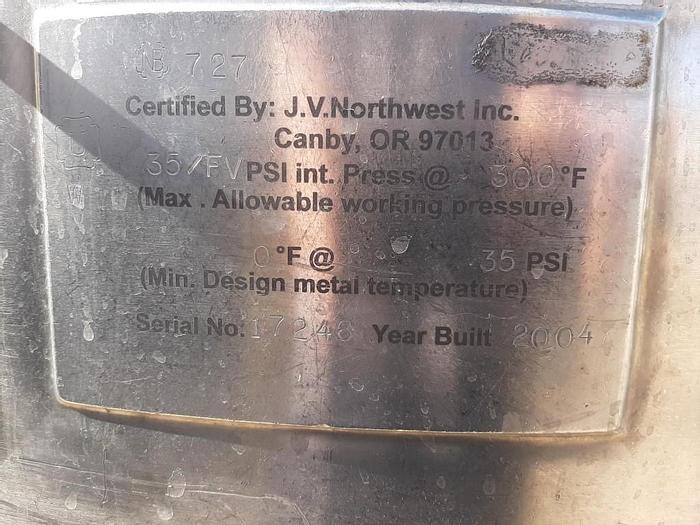 NB 727
Certified By: J.V.Northwest Inc.
Canby, OR 97013
35/FV PSI int. Press @ 300°F
(Max . Allowable working pressure)
0°F @ 35 PSI
(Min. Design metal temperature)
Serial No: 17248 Year Built 2004